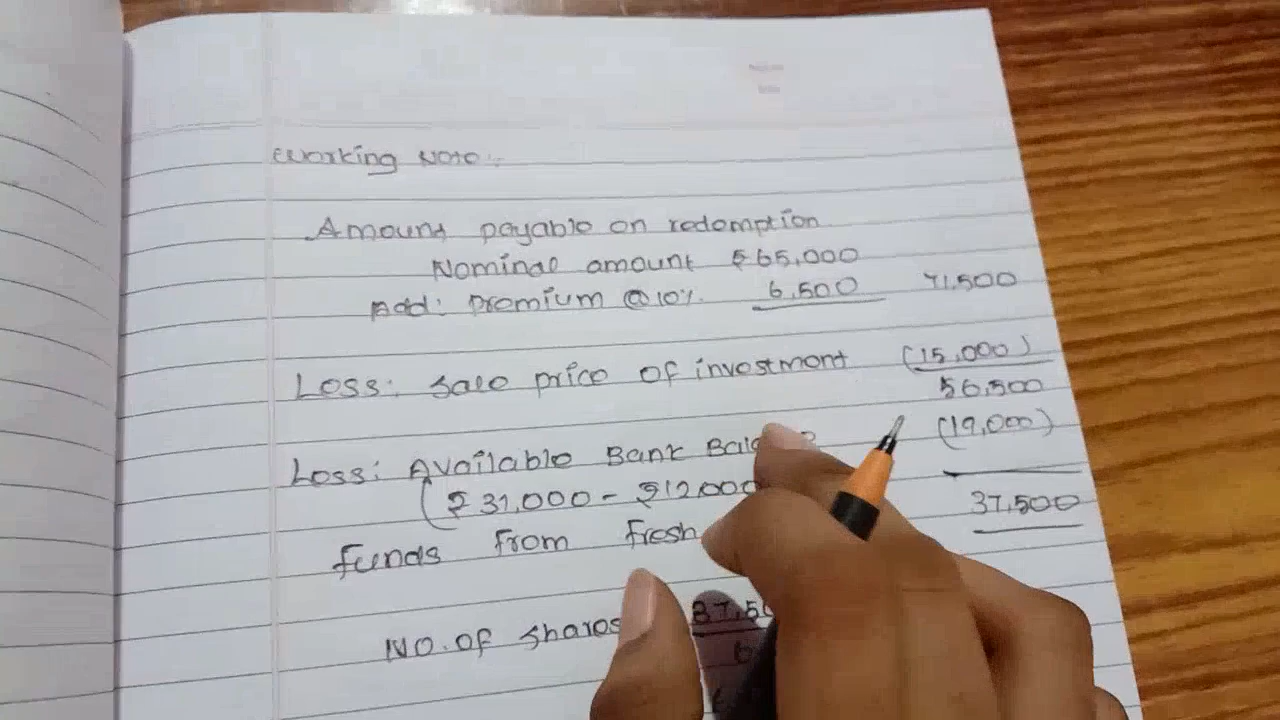 Working Note:-
Amount payable on redemption
Nominal amount ₹65,000
Add: Premium @10%. 6,500 71,500
Less: Sale price of investment (15,000)
56,500
Less: Available Bank (19,000)
(₹31,000 - ₹12,000
37,500
Funds from fresh
No. of shares 37,50